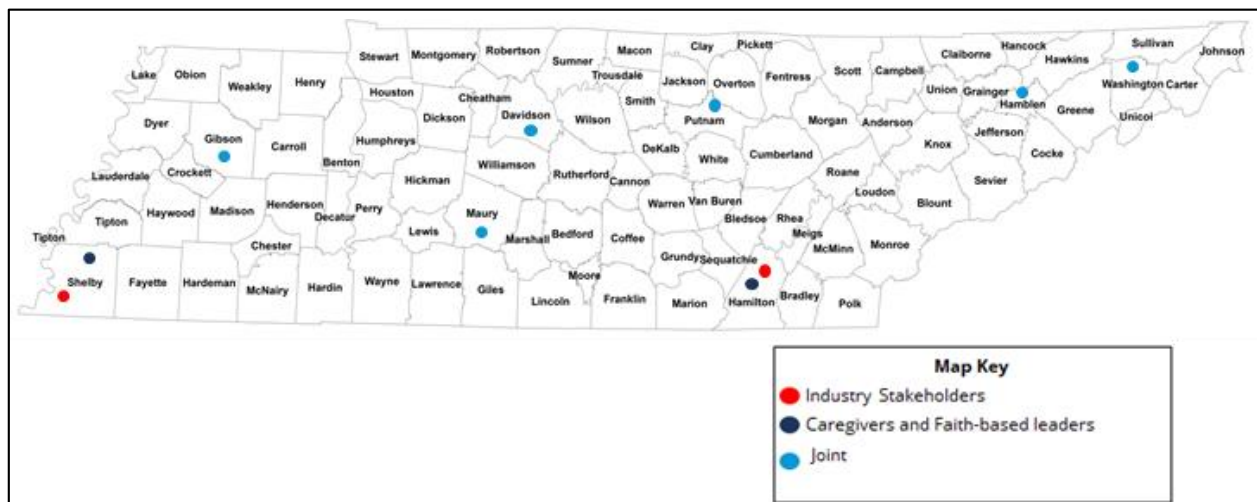 Stewart
Montgomery
Robertson
Sumner
Macon
Clay
Pickett
Claiborne
Hancock
Hawkins
Sullivan
Johnson
Lake
Obion
Weakley
Henry
Houston
Cheatham
Trousdale
Jackson
Overton
Fentress
Scott
Campbell
Union
Grainger
Hamblen
Greene
Washington
Carter
Unicoi
Dyer
Gibson
Carroll
Benton
Humphreys
Dickson
Davidson
Wilson
Smith
Putnam
Morgan
Anderson
Knox
Jefferson
Cocke
Lauderdale
Crockett
Williamson
DeKalb
White
Cumberland
Roane
Loudon
Blount
Sevier
Tipton
Haywood
Madison
Henderson
Decatur
Perry
Hickman
Lewis
Maury
Rutherford
Cannon
Warren
Van Buren
Bledsoe
Rhea
Meigs
McMinn
Monroe
Tipton
Chester
Marshall
Bedford
Coffee
Grundy
Sequatchie
Shelby
Fayette
Hardeman
McNairy
Hardin
Wayne
Lawrence
Giles
Lincoln
Moore
Franklin
Marion
Hamilton
Bradley
Polk
Map Key
Industry Stakeholders
Caregivers and Faith-based leaders
Joint